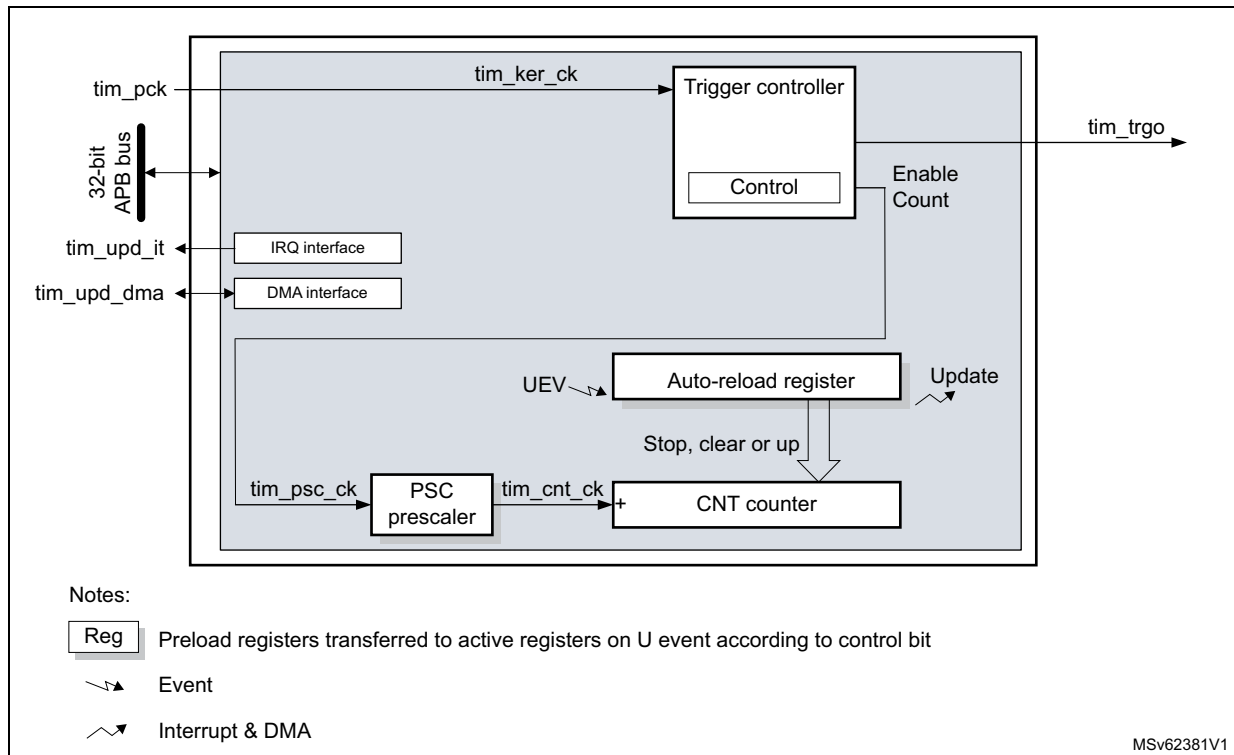 tim_pck
tim_ker_ck
Trigger controller
tim_trgo
32-bit
APB bus
Control
Enable
Count
tim_upd_it
IRQ interface
tim_upd_dma
DMA interface
UEV
Auto-reload register
Update
Stop, clear or up
tim_psc_ck
PSC
prescaler
tim_cnt_ck
+
CNT counter
Notes:
Reg
Preload registers transferred to active registers on U event according to control bit
Event
Interrupt & DMA
MSv62381V1